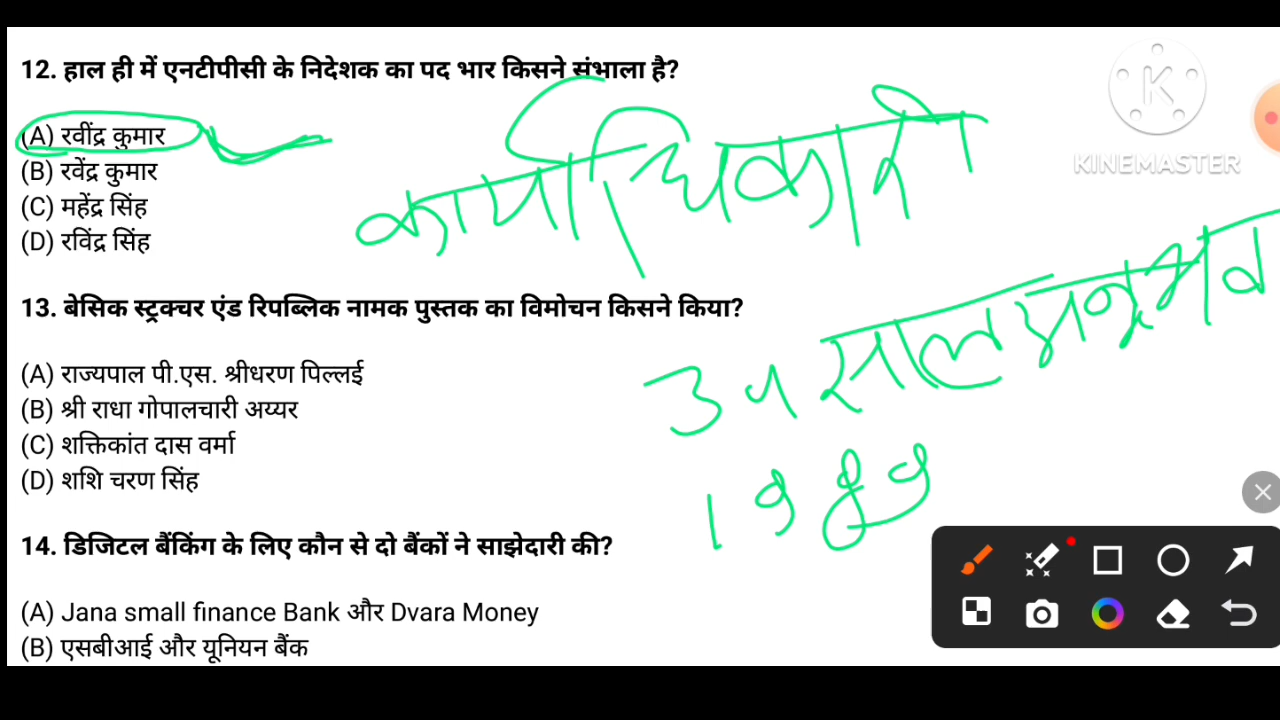 12. हाल ही में एनटीपीसी के निदेशक का पद भार किसने संभाला है?
(A) रवींद्र कुमार
(B) रवेंद्र कुमार
(C) महेंद्र सिंह
(D) रविंद्र सिंह
कार्याधिकारी
13. बेसिक स्ट्रक्चर एंड रिपब्लिक नामक पुस्तक का विमोचन किसने किया?
साल अनुभव
(A) राज्यपाल पी.एस. श्रीधरण पिल्लई
(B) श्री राधा गोपालचारी अय्यर
(C) शक्तिकांत दास वर्मा
(D) शशि चरण सिंह
1989
14. डिजिटल बैंकिंग के लिए कौन से दो बैंकों ने साझेदारी की?
(A) Jana small finance Bank और Dvara Money
(B) एसबीआई और यूनियन बैंक
K
KINEMASTER